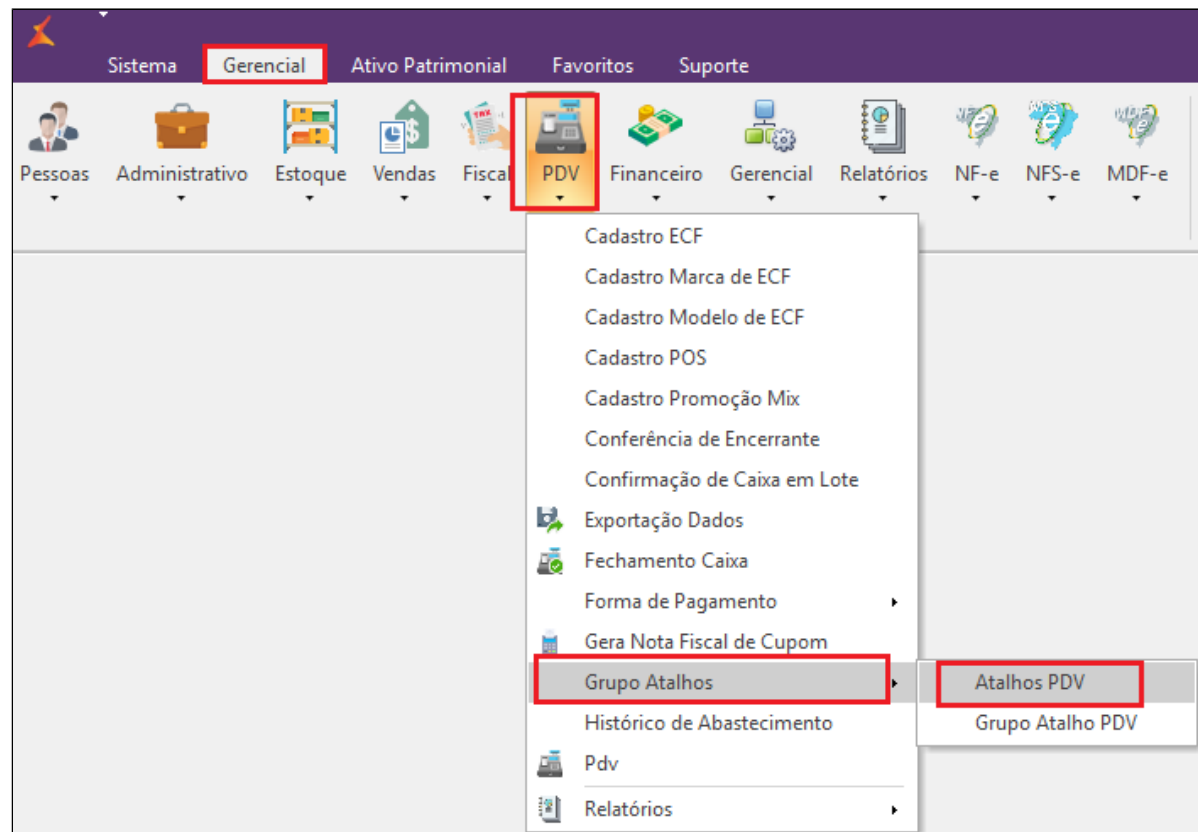 Sistema Gerencial Ativo Patrimonial Favoritos Suporte
Pessoas Administrativo Estoque Vendas Fiscal PDV Financeiro Gerencial Relatórios NF-e NFS-e MDF-e
Cadastro ECF
Cadastro Marca de ECF
Cadastro Modelo de ECF
Cadastro POS
Cadastro Promoção Mix
Conferência de Encerrante
Confirmação de Caixa em Lote
Exportação Dados
Fechamento Caixa
Forma de Pagamento
Gera Nota Fiscal de Cupom
Grupo Atalhos Atalhos PDV
Histórico de Abastecimento Grupo Atalho PDV
Pdv
Relatórios